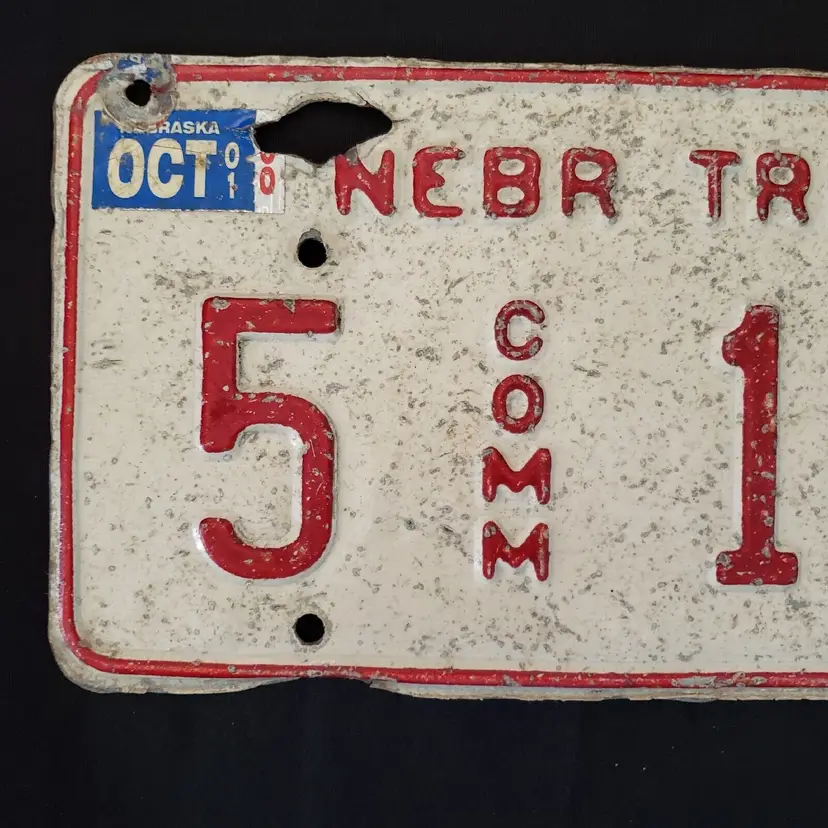 NEBRASKA
OCT 01
00
NEBR TR
5 COMM 1